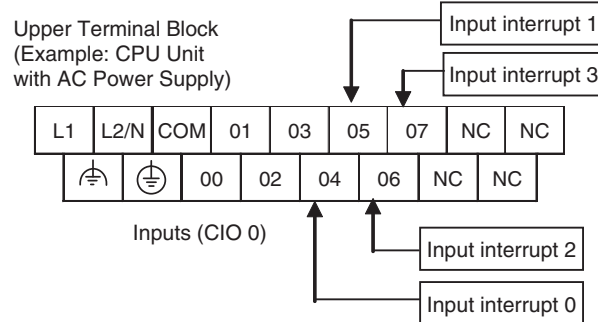 Upper Terminal Block
(Example: CPU Unit
with AC Power Supply)
Input interrupt 1
Input interrupt 3
L1 L2/N COM 01 03 05 07 NC NC
00 02 04 06 NC NC
Inputs (CIO 0)
Input interrupt 2
Input interrupt 0